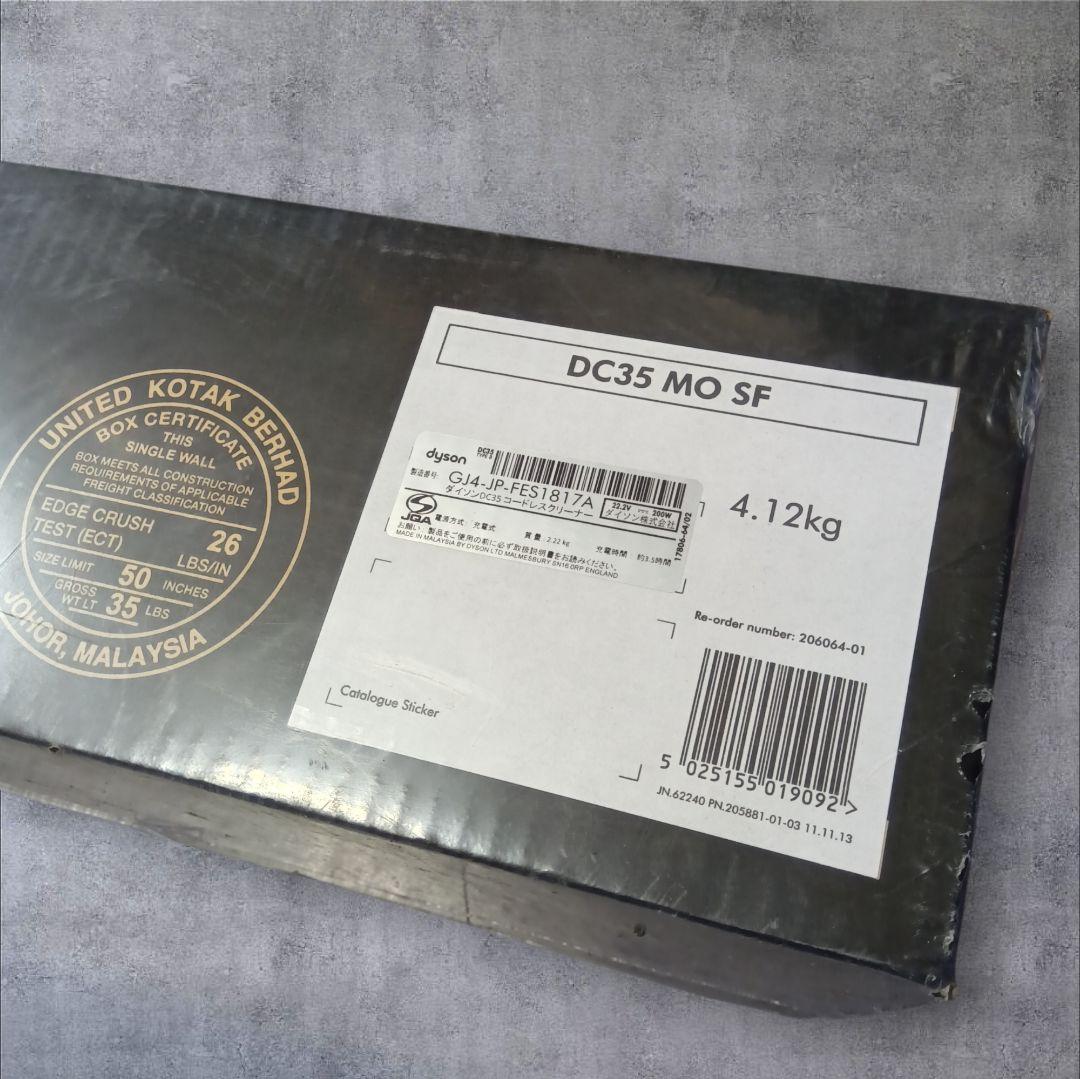 UNITED KOTAK BERHAD
BOX CERTIFICATE
THIS
SINGLE WALL
BOX MEETS ALL CONSTRUCTION
REQUIREMENTS OF APPLICABLE
FREIGHT CLASSIFICATION
EDGE CRUSH
TEST (ECT) 26
LBS/IN
SIZE LIMIT 50 INCHES
GROSS
WT LT 35 LBS
JOHOR, MALAYSIA
DC35 MO SF
dyson DC35
製造番号: GJ4-JP-FES1817A
ダイソンDC35 コードレスクリーナー
22.2V 200W
ダイソン株式会社
JQA
電源方式: 充電式
質量: 2.22 kg
充電時間 約3.5時間
お願い 製品をご使用の前に必ず取扱説明書をお読みください。
MADE IN MALAYSIA BY DYSON LTD MALMESBURY SN16 0RP ENGLAND
17806-64/02
4.12kg
Re-order number: 206064-01
Catalogue Sticker
5 025155 019092 >
JN.62240 PN.205881-01-03 11.11.13